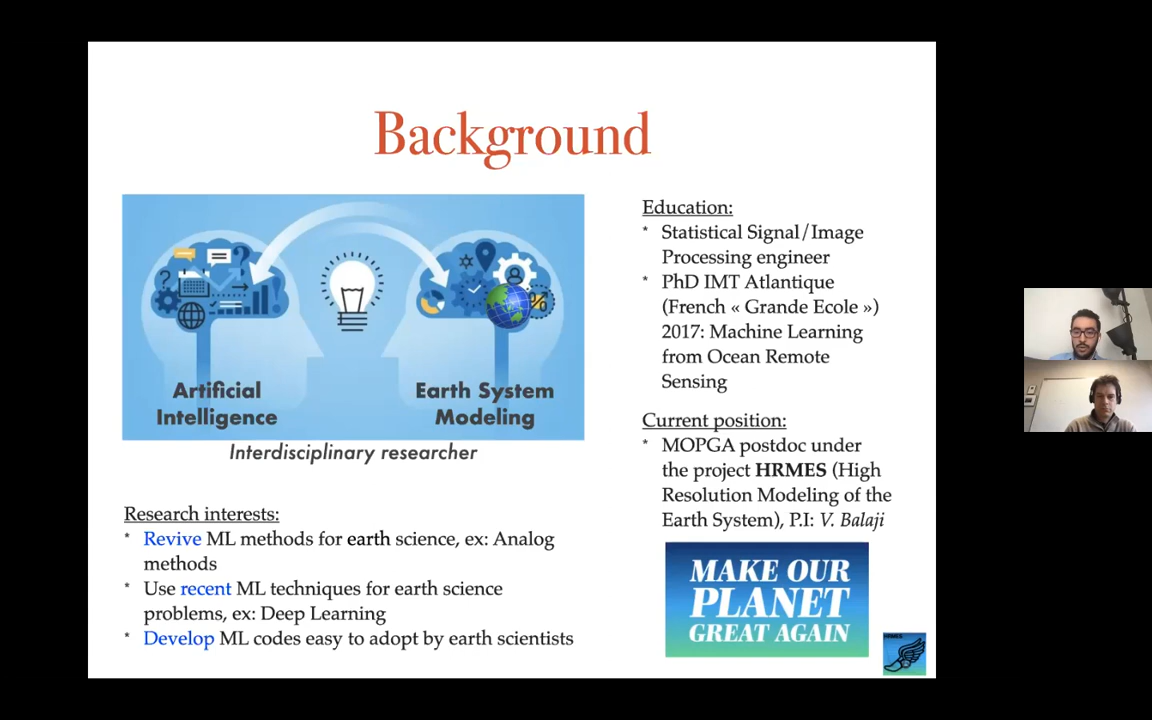 Background
Artificial
Intelligence
Earth System
Modeling
Interdisciplinary researcher
Research interests:
* Revive ML methods for earth science, ex: Analog
methods
* Use recent ML techniques for earth science
problems, ex: Deep Learning
* Develop ML codes easy to adopt by earth scientists
Education:
* Statistical Signal/Image
Processing engineer
* PhD IMT Atlantique
(French « Grande Ecole »)
2017: Machine Learning
from Ocean Remote
Sensing
Current position:
* MOPGA postdoc under
the project HRMES (High
Resolution Modeling of the
Earth System), P.I: V. Balaji
MAKE OUR
PLANET
GREAT AGAIN
HRMES